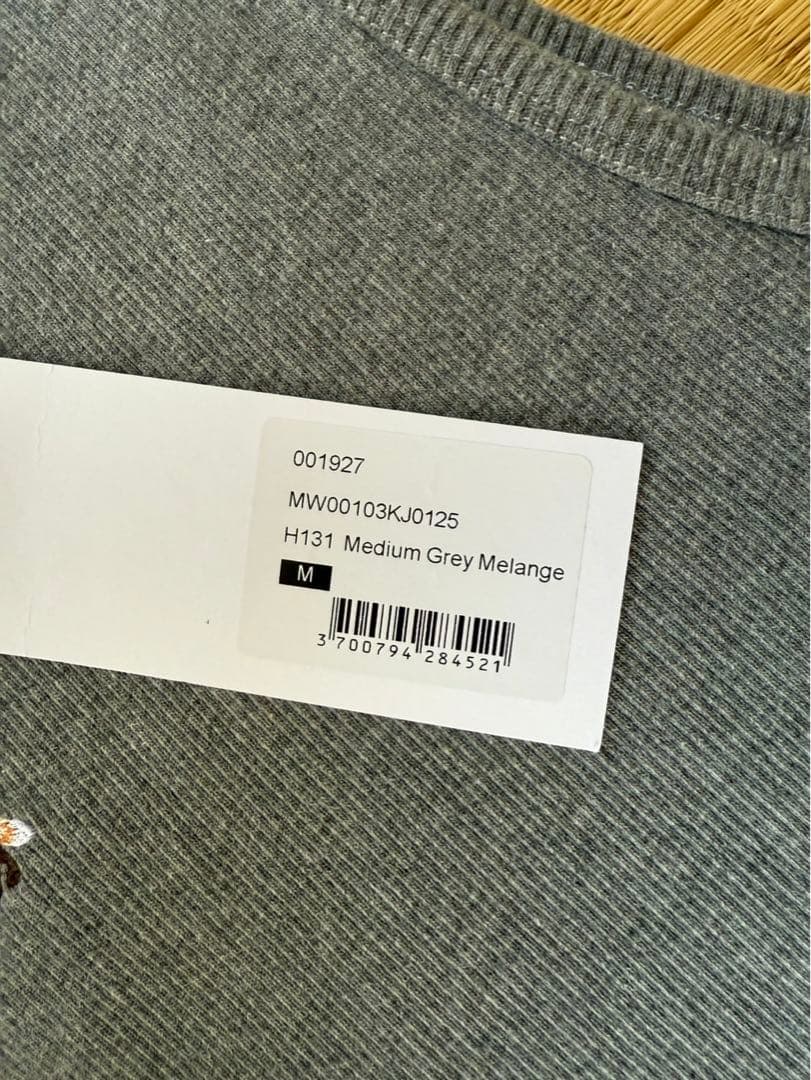 001927
MW00103KJ0125
H131 Medium Grey Melange
M
3 700794 284521